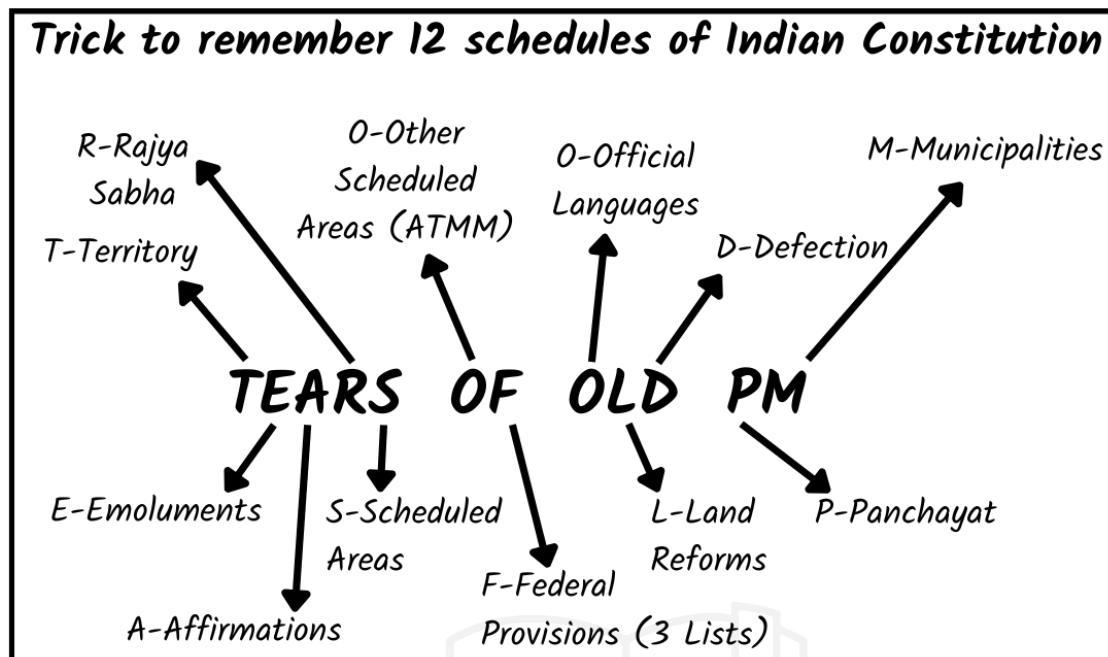 Trick to remember 12 schedules of Indian Constitution
R-Rajya
Sabha
T-Territory
O-Other
Scheduled
Areas (ATMM)
O-Official
Languages
D-Defection
M-Municipalities
TEARS OF OLD PM
E-Emoluments
A-Affirmations
S-Scheduled
Areas
F-Federal
Provisions (3 Lists)
L-Land
Reforms
P-Panchayat